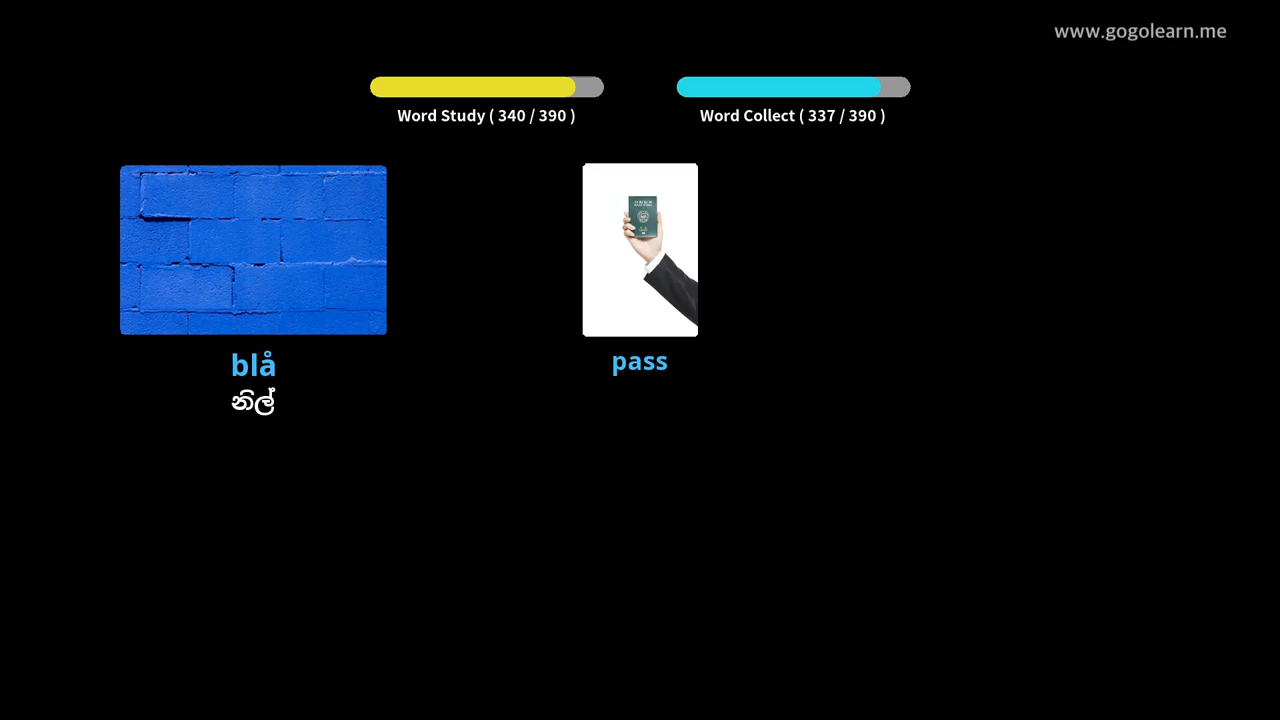 www.gogolearn.me
Word Study ( 340 / 390 )
Word Collect ( 337 / 390 )
blå
නිල්
pass